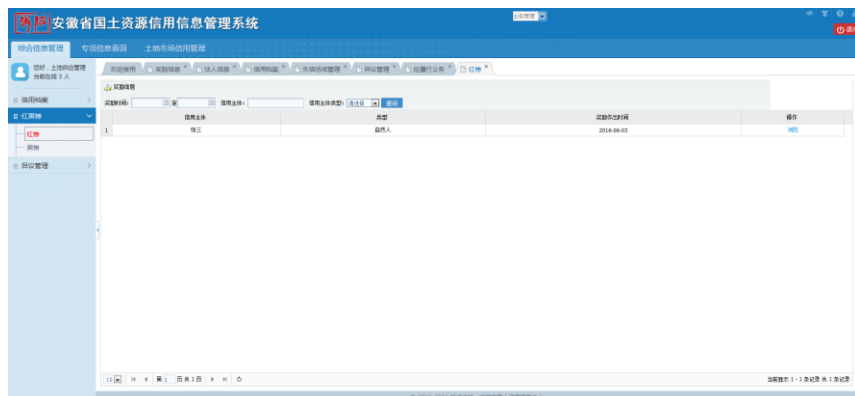 安徽省国土资源信用信息管理系统
综合信息管理 专项信息查询 土地市场信用管理
您好,土地供应管理
当前在线 3 人
欢迎使用 奖励信息 法人信息 信用档案 失信惩戒管理 异议管理 应履行义务 红榜
奖励信息
信用档案
奖励时间: 至 信用主体: 信用主体类型: 请选择 查询
红黑榜
信用主体 类型 奖励作出时间 操作
1 张三 自然人 2016-06-03 浏览
红榜
黑榜
异议管理
10 第 1 页共1页
当前显示 1 - 1 条记录 共 1 条记录